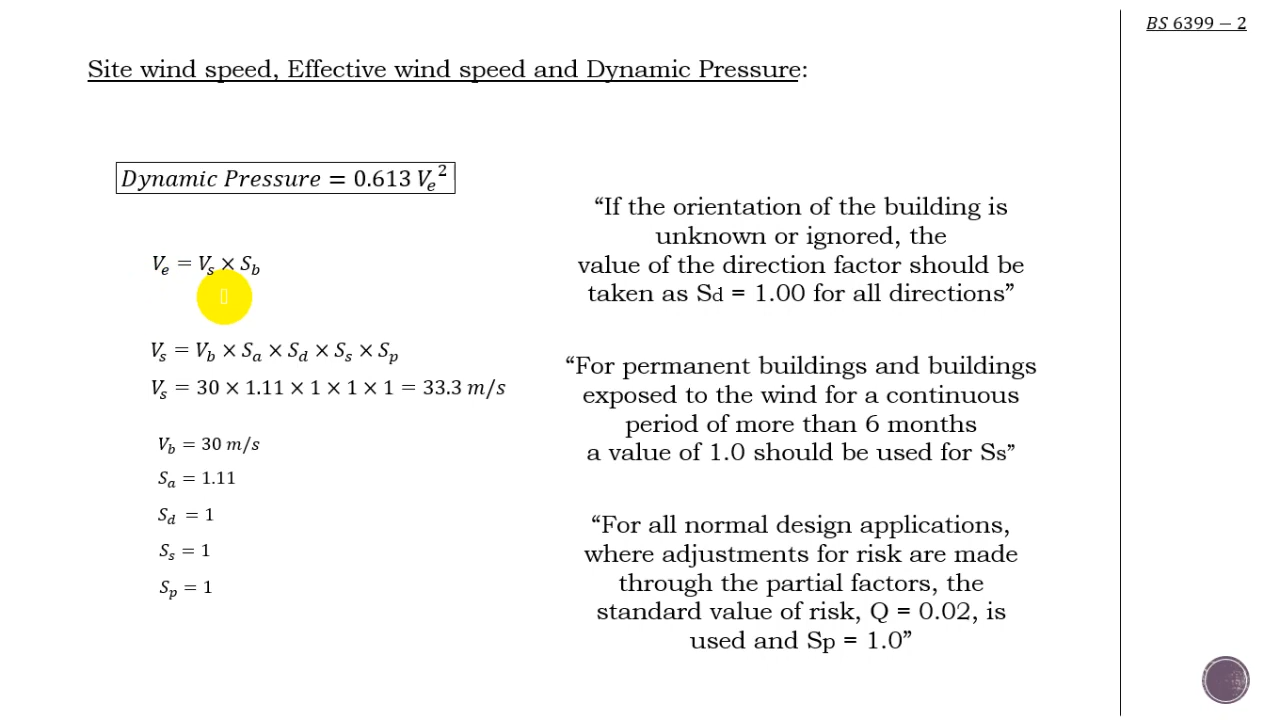 BS 6399 − 2
Site wind speed, Effective wind speed and Dynamic Pressure:
Dynamic Pressure = 0.613 Vₑ²
Vₑ = Vₛ × S_b
Vₛ = V_b × Sₐ × S_d × Sₛ × Sₚ
Vₛ = 30 × 1.11 × 1 × 1 × 1 = 33.3 m/s
V_b = 30 m/s
Sₐ = 1.11
S_d = 1
Sₛ = 1
Sₚ = 1
“If the orientation of the building is
unknown or ignored, the
value of the direction factor should be
taken as Sd = 1.00 for all directions”
“For permanent buildings and buildings
exposed to the wind for a continuous
period of more than 6 months
a value of 1.0 should be used for Ss”
“For all normal design applications,
where adjustments for risk are made
through the partial factors, the
standard value of risk, Q = 0.02, is
used and Sp = 1.0”